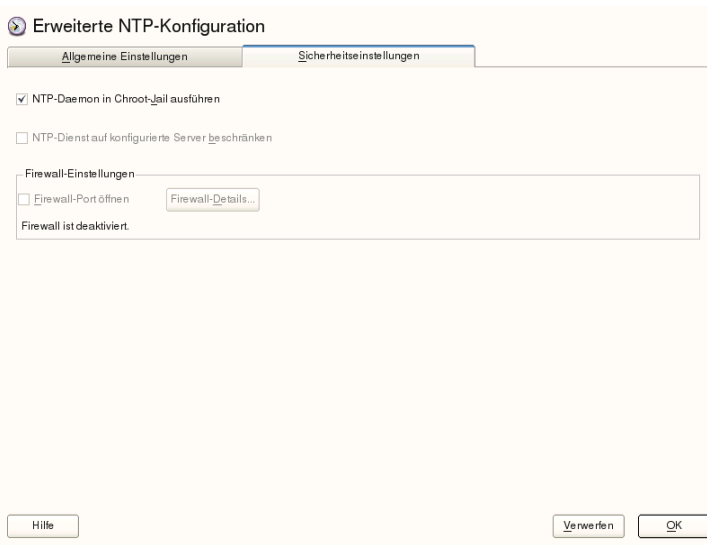 Erweiterte NTP-Konfiguration
Allgemeine Einstellungen
Sicherheitseinstellungen
NTP-Daemon in Chroot-Jail ausführen
NTP-Dienst auf konfigurierte Server beschränken
Firewall-Einstellungen
Firewall-Port öffnen
Firewall-Details...
Firewall ist deaktiviert.
Hilfe
Verwerfen
OK